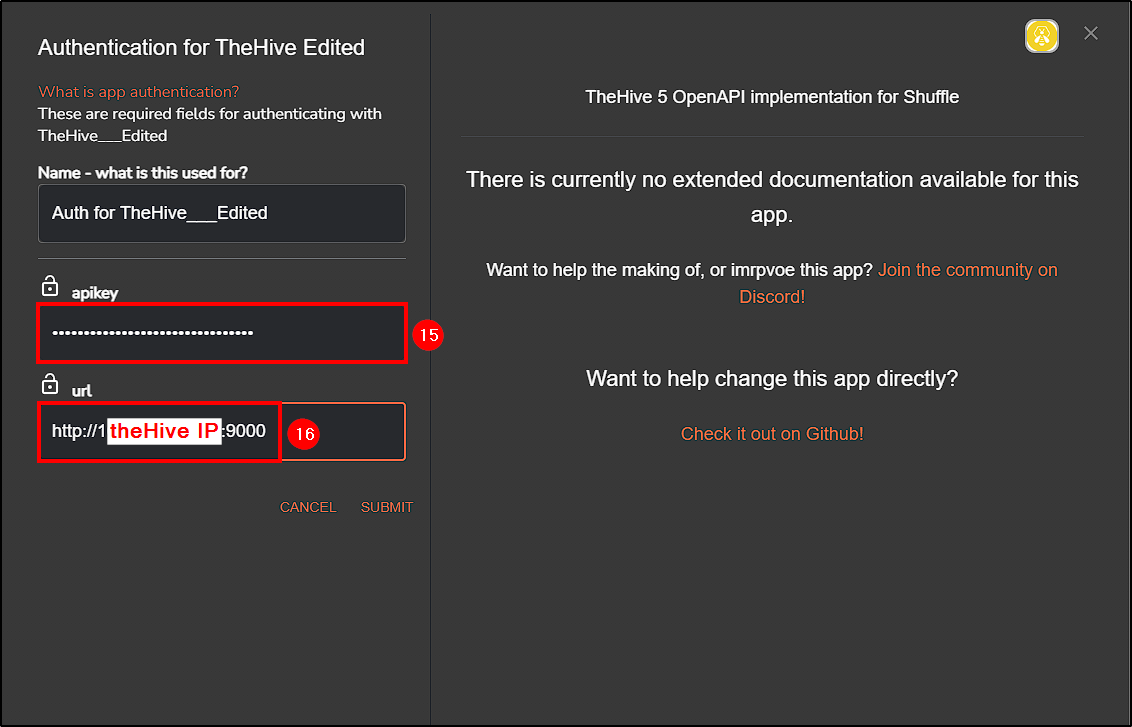 Authentication for TheHive Edited
What is app authentication?
These are required fields for authenticating with
TheHive___Edited
Name - what is this used for?
Auth for TheHive___Edited
apikey
••••••••••••••••••••••••••••••••
15
url
http://1theHive IP:9000
16
CANCEL SUBMIT
TheHive 5 OpenAPI implementation for Shuffle
There is currently no extended documentation available for this
app.
Want to help the making of, or imrpvoe this app? Join the community on
Discord!
Want to help change this app directly?
Check it out on Github!